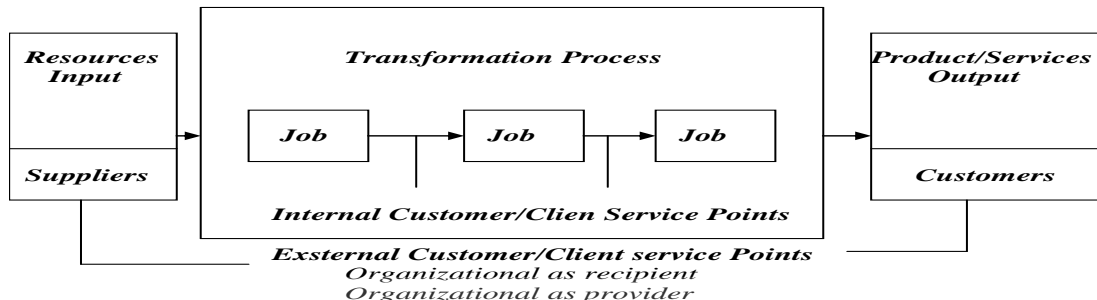 Resources
Input
Suppliers
Transformation Process
Job
Job
Job
Internal Customer/Clien Service Points
Product/Services
Output
Customers
Exsternal Customer/Client service Points
Organizational as recipient
Organizational as provider